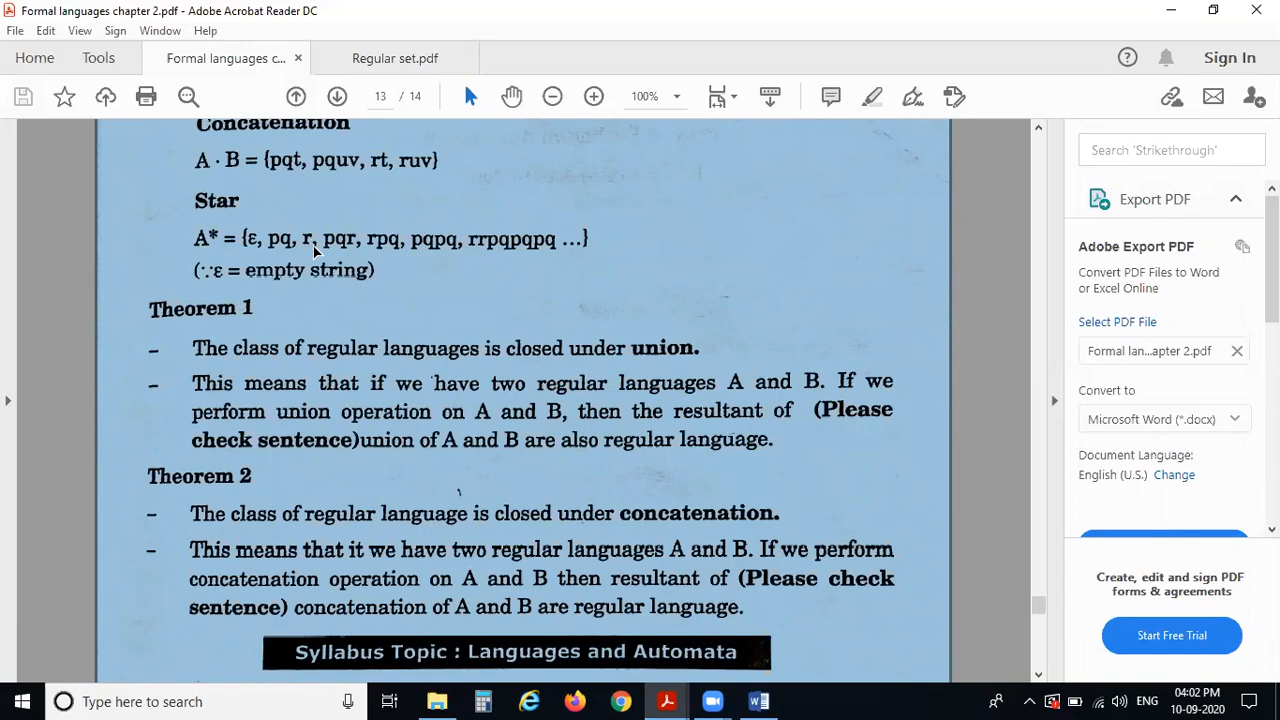 Formal languages chapter 2.pdf - Adobe Acrobat Reader DC
File Edit View Sign Window Help
Home Tools Formal languages c... × Regular set.pdf Sign In
13 / 14 100%
Concatenation
A · B = {pqt, pquv, rt, ruv}
Star
A* = {ε, pq, r, pqr, rpq, pqpq, rrpqpqpq ...}
(∵ε = empty string)
Theorem 1
– The class of regular languages is closed under union.
– This means that if we have two regular languages A and B. If we
perform union operation on A and B, then the resultant of (Please
check sentence)union of A and B are also regular language.
Theorem 2
– The class of regular language is closed under concatenation.
– This means that it we have two regular languages A and B. If we perform
concatenation operation on A and B then resultant of (Please check
sentence) concatenation of A and B are regular language.
Syllabus Topic : Languages and Automata
Search 'Strikethrough'
Export PDF
Adobe Export PDF
Convert PDF Files to Word
or Excel Online
Select PDF File
Formal lan...apter 2.pdf
Convert to
Microsoft Word (*.docx)
Document Language:
English (U.S.) Change
Create, edit and sign PDF
forms & agreements
Start Free Trial
Type here to search
ENG
04:02 PM
10-09-2020